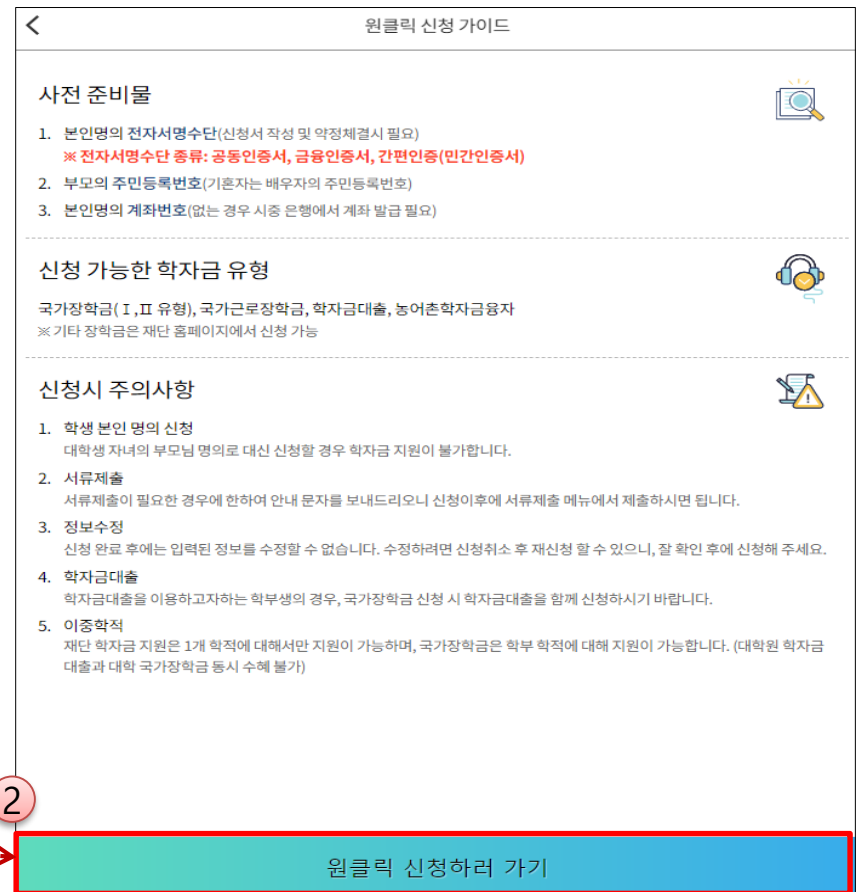 원클릭 신청 가이드
사전 준비물
1. 본인명의 전자서명수단(신청서 작성 및 약정체결시 필요)
※ 전자서명수단 종류: 공동인증서, 금융인증서, 간편인증(민간인증서)
2. 부모의 주민등록번호(기혼자는 배우자의 주민등록번호)
3. 본인명의 계좌번호(없는 경우 시중 은행에서 계좌 발급 필요)
신청 가능한 학자금 유형
국가장학금(Ⅰ,Ⅱ 유형), 국가근로장학금, 학자금대출, 농어촌학자금융자
※ 기타 장학금은 재단 홈페이지에서 신청 가능
신청시 주의사항
1. 학생 본인 명의 신청
대학생 자녀의 부모님 명의로 대신 신청할 경우 학자금 지원이 불가합니다.
2. 서류제출
서류제출이 필요한 경우에 한하여 안내 문자를 보내드리오니 신청이후에 서류제출 메뉴에서 제출하시면 됩니다.
3. 정보수정
신청 완료 후에는 입력된 정보를 수정할 수 없습니다. 수정하려면 신청취소 후 재신청 할 수 있으니, 잘 확인 후에 신청해 주세요.
4. 학자금대출
학자금대출을 이용하고자하는 학부생의 경우, 국가장학금 신청 시 학자금대출을 함께 신청하시기 바랍니다.
5. 이중학적
재단 학자금 지원은 1개 학적에 대해서만 지원이 가능하며, 국가장학금은 학부 학적에 대해 지원이 가능합니다. (대학원 학자금
대출과 대학 국가장학금 동시 수혜 불가)
2
원클릭 신청하러 가기